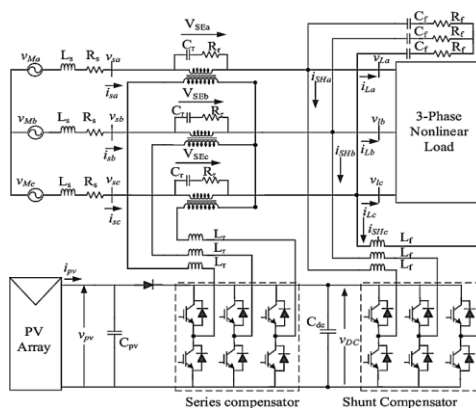 C_f R_f
C_f R_f
C_f R_f
V_SEa
C_r R_r
v_Ma L_s R_s v_sa v_La
i_sa i_SHa i_La
V_SEb
C_r R_r
v_Mb L_s R_s v_sb v_lb
i_sb i_SHb i_Lb
3-Phase
Nonlinear
Load
V_SEc
C_r R_r
v_Mc L_s R_s v_sc v_lc
i_sc i_Lc i_SHc
L_r
L_r
L_r
L_f
L_f
i_pv
PV
Array
v_pv
C_pv
C_dc
v_DC
Series compensator
Shunt Compensator